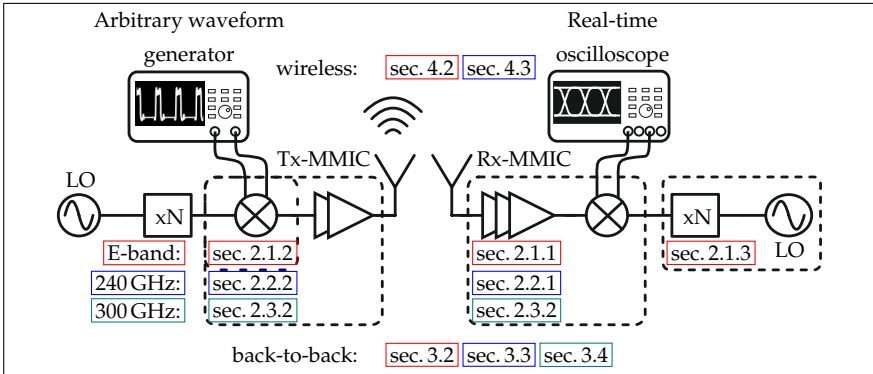 Arbitrary waveform generator
Real-time oscilloscope
wireless: sec. 4.2 sec. 4.3
Tx-MMIC Rx-MMIC
LO xN xN LO
E-band: sec. 2.1.2 sec. 2.1.1 sec. 2.1.3
240 GHz: sec. 2.2.2 sec. 2.2.1
300 GHz: sec. 2.3.2 sec. 2.3.2
back-to-back: sec. 3.2 sec. 3.3 sec. 3.4